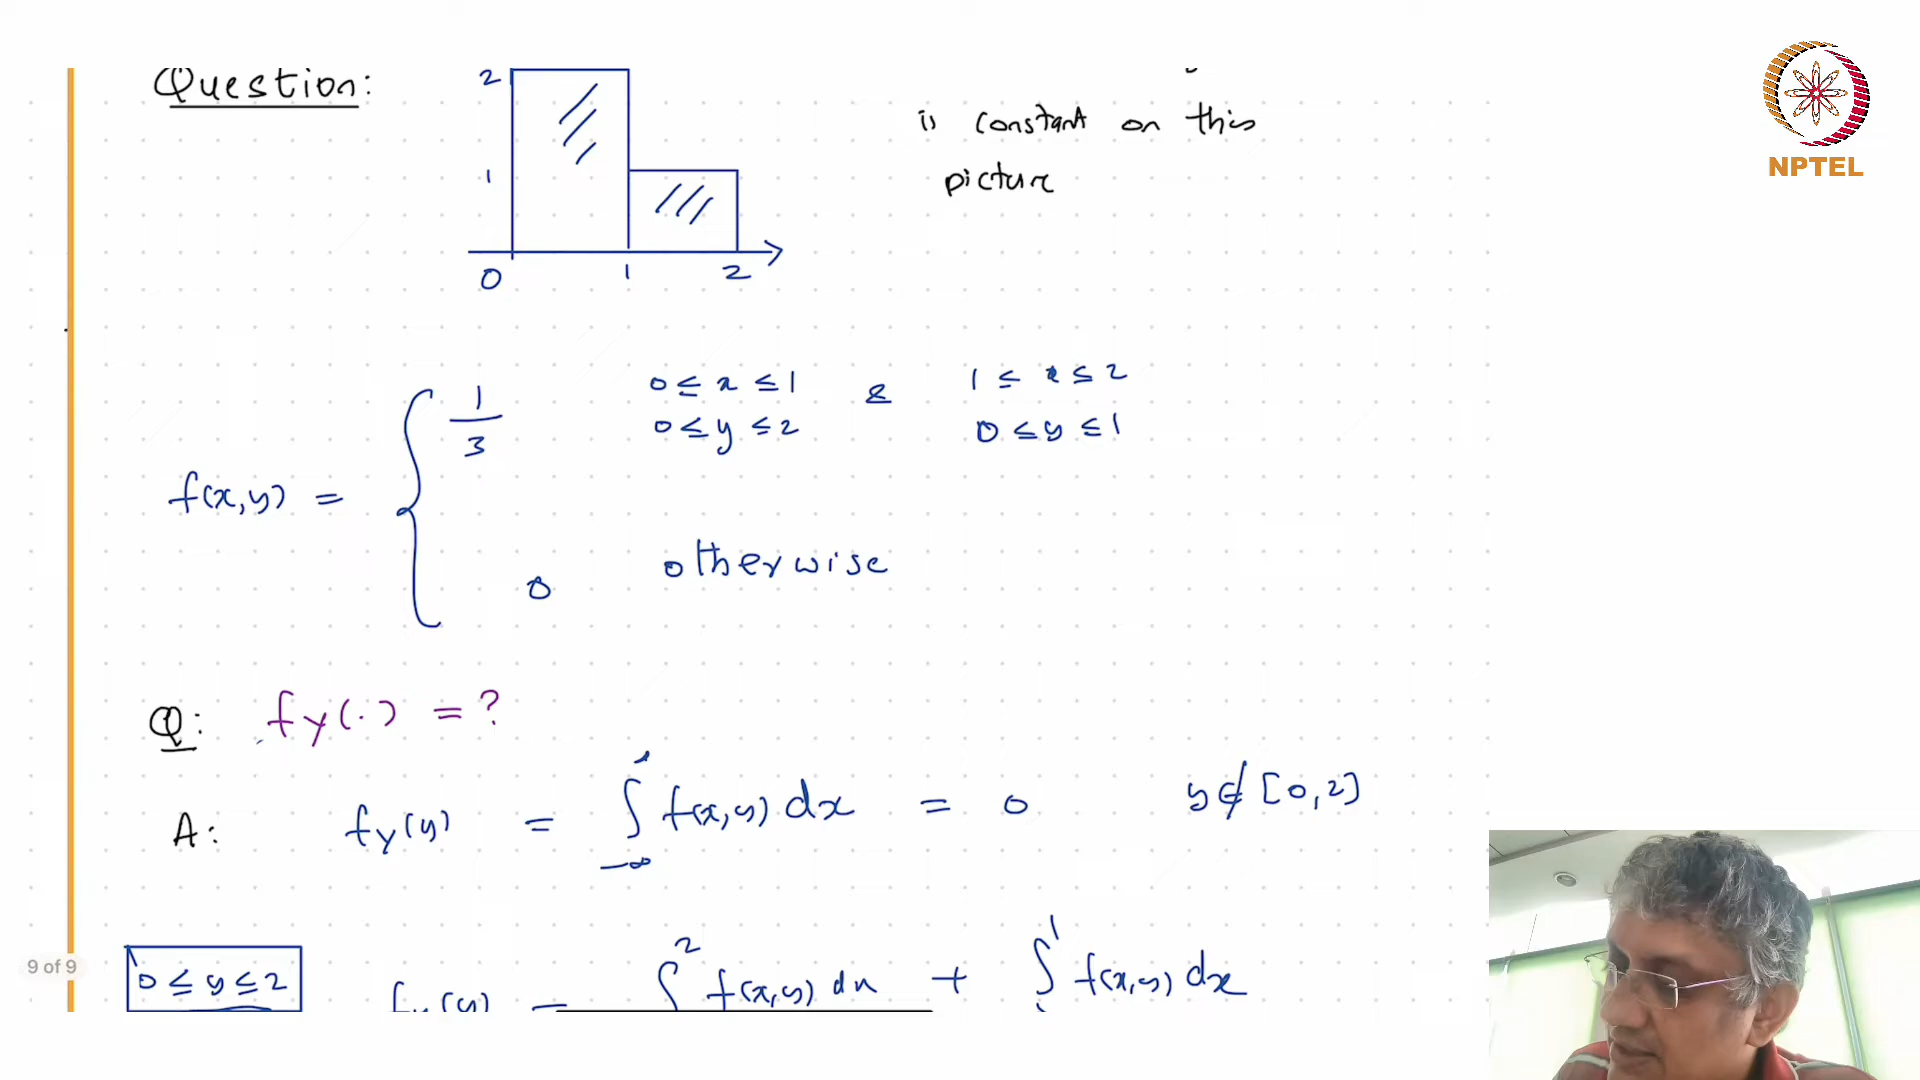 Question:
2
1
0 1 2
is constant on this
picture
NPTEL
f(x,y) = { 1/3 0 ≤ x ≤ 1 & 1 ≤ x ≤ 2
0 ≤ y ≤ 2 0 ≤ y ≤ 1
0 otherwise
Q: f_Y(·) = ?
A: f_Y(y) = ∫_{-∞} f(x,y) dx = 0 y ∉ [0,2]
9 of 9
0 ≤ y ≤ 2 f_Y(y) = ∫^2 f(x,y) dx + ∫^1 f(x,y) dx